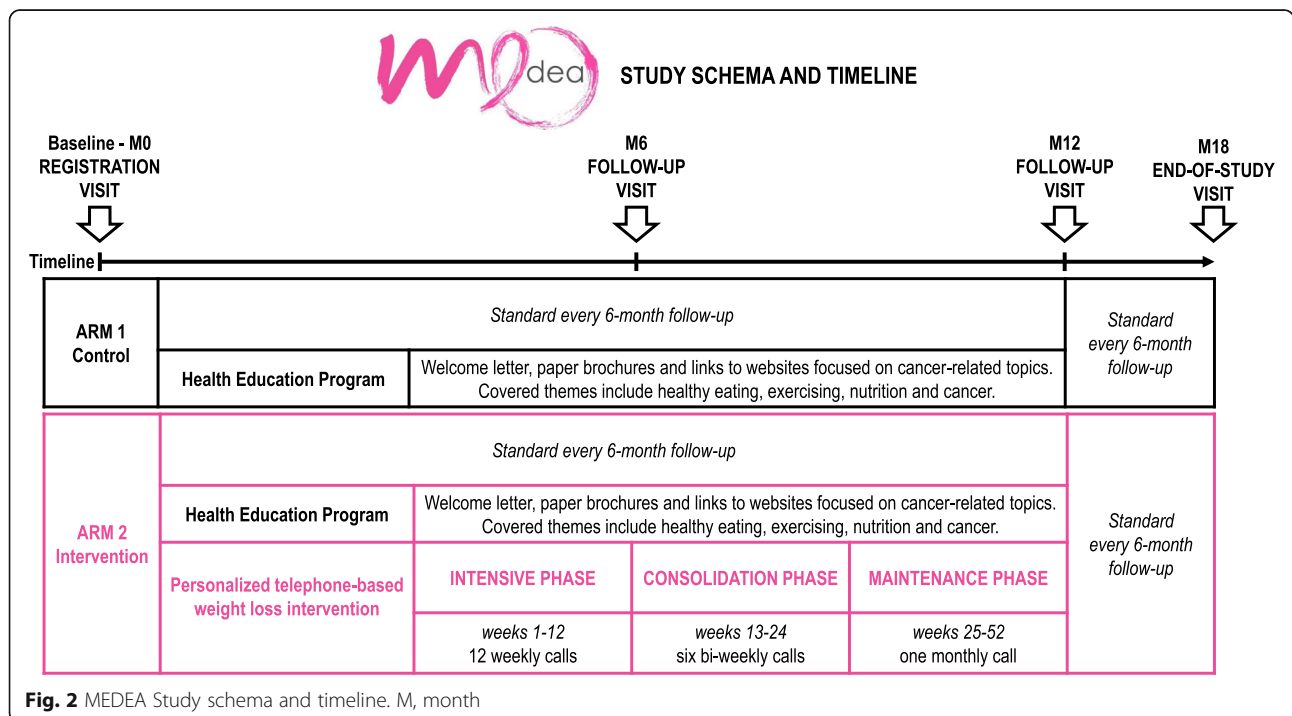 medea
STUDY SCHEMA AND TIMELINE
Baseline - M0
REGISTRATION
VISIT
M6
FOLLOW-UP
VISIT
M12
FOLLOW-UP
VISIT
M18
END-OF-STUDY
VISIT
Timeline
ARM 1
Control
Standard every 6-month follow-up
Health Education Program
Welcome letter, paper brochures and links to websites focused on cancer-related topics.
Covered themes include healthy eating, exercising, nutrition and cancer.
Standard
every 6-month
follow-up
ARM 2
Intervention
Standard every 6-month follow-up
Health Education Program
Welcome letter, paper brochures and links to websites focused on cancer-related topics.
Covered themes include healthy eating, exercising, nutrition and cancer.
Personalized telephone-based
weight loss intervention
INTENSIVE PHASE
CONSOLIDATION PHASE
MAINTENANCE PHASE
weeks 1-12
12 weekly calls
weeks 13-24
six bi-weekly calls
weeks 25-52
one monthly call
Standard
every 6-month
follow-up
Fig. 2 MEDEA Study schema and timeline. M, month